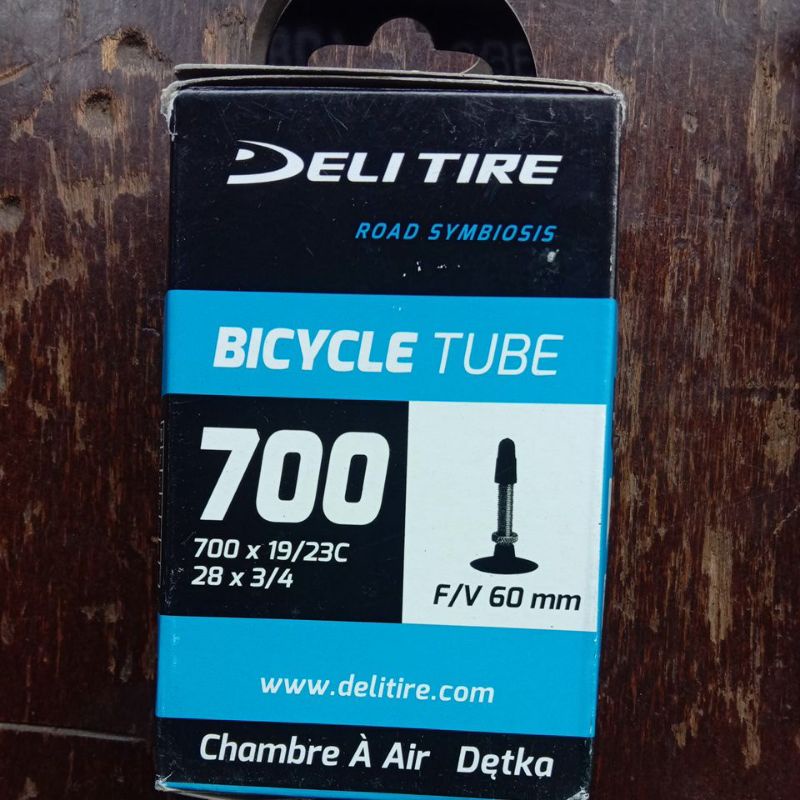 DELI TIRE
ROAD SYMBIOSIS
BICYCLE TUBE
700
700 x 19/23C
28 x 3/4
F/V 60 mm
www.delitire.com
Chambre À Air Dętka